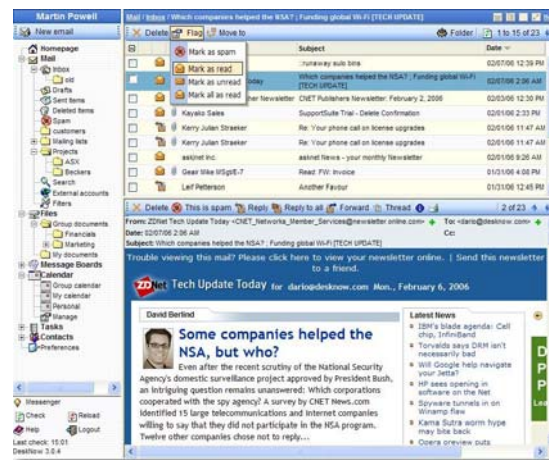 Martin Powell
Mail / Inbox / Which companies helped the NSA? ; Funding global Wi-Fi [TECH UPDATE]
New email
Delete Flag Move to Folder 1 to 15 of 23
Subject Date
Homepage
Mail
Inbox
old
Drafts
Sent Items
Deleted Items
Spam
customers
Mailing lists
Projects
ASX
Beckers
Search
External accounts
Filters
Files
Group documents
Financials
Marketing
My documents
Message Boards
Calendar
Group calendar
My calendar
Personal
Manage
Tasks
Contacts
Preferences
Messenger
Check Reload
Help Logout
Last check: 15:01
DeskNow 3.0.4
Mark as spam
Mark as read
Mark as unread
Mark all as read
::runaway sulo bins 02/07/06 12:39 PM
Today Which companies helped the NSA? ; Funding global Wi-Fi [TECH UPDATE] 02/07/06 2:06 AM
her Newsletter CNET Publishers Newsletter, February 2, 2006 02/03/06 12:30 PM
Kayako Sales SupportSuite Trial - Delete Confirmation 02/01/06 2:33 PM
Kerry Julian Straeker Re: Your phone call on license upgrades 02/01/06 11:47 AM
Kerry Julian Straeker Re: Your phone call on license upgrades 02/01/06 11:47 AM
asknet Inc. asknet News - your monthly Newsletter 02/01/06 9:26 AM
Gear Mike MSgt/E-7 Read: FW: Invoice 01/31/06 4:08 PM
Leif Petterson Another Favour 01/31/06 12:45 PM
Delete This is spam Reply Reply to all Forward Thread 2 of 23
From: ZDNet Tech Update Today <CNET_Networks_Member_Services@newsletter.online.com> To: <dario@desknow.com>
Date: 02/07/06 2:06 AM Cc:
Subject: Which companies helped the NSA? ; Funding global Wi-Fi [TECH UPDATE]
Trouble viewing this mail? Please click here to view your newsletter online. | Send this newsletter
to a friend.
ZDNet Tech Update Today for dario@desknow.com Mon., February 6, 2006
David Berlind
Some companies helped the
NSA, but who?
Even after the recent scrutiny of the National Security
Agency's domestic surveillance project approved by President Bush,
an intriguing question remains unanswered: Which corporations
cooperated with the spy agency? A survey by CNET News.com
identified 15 large telecommunications and Internet companies
willing to say that they did not participate in the NSA program.
Twelve other companies chose not to reply...
Latest News
IBM's blade agenda: Cell
chip, InfiniBand
Torvalds says DRM isn't
necessarily bad
Will Google help navigate
your Jetta?
HP sees opening in
software on the Net
Spyware tunnels in on
Winamp flaw
Kama Sutra worm hype
may bite back
Opera preview puts